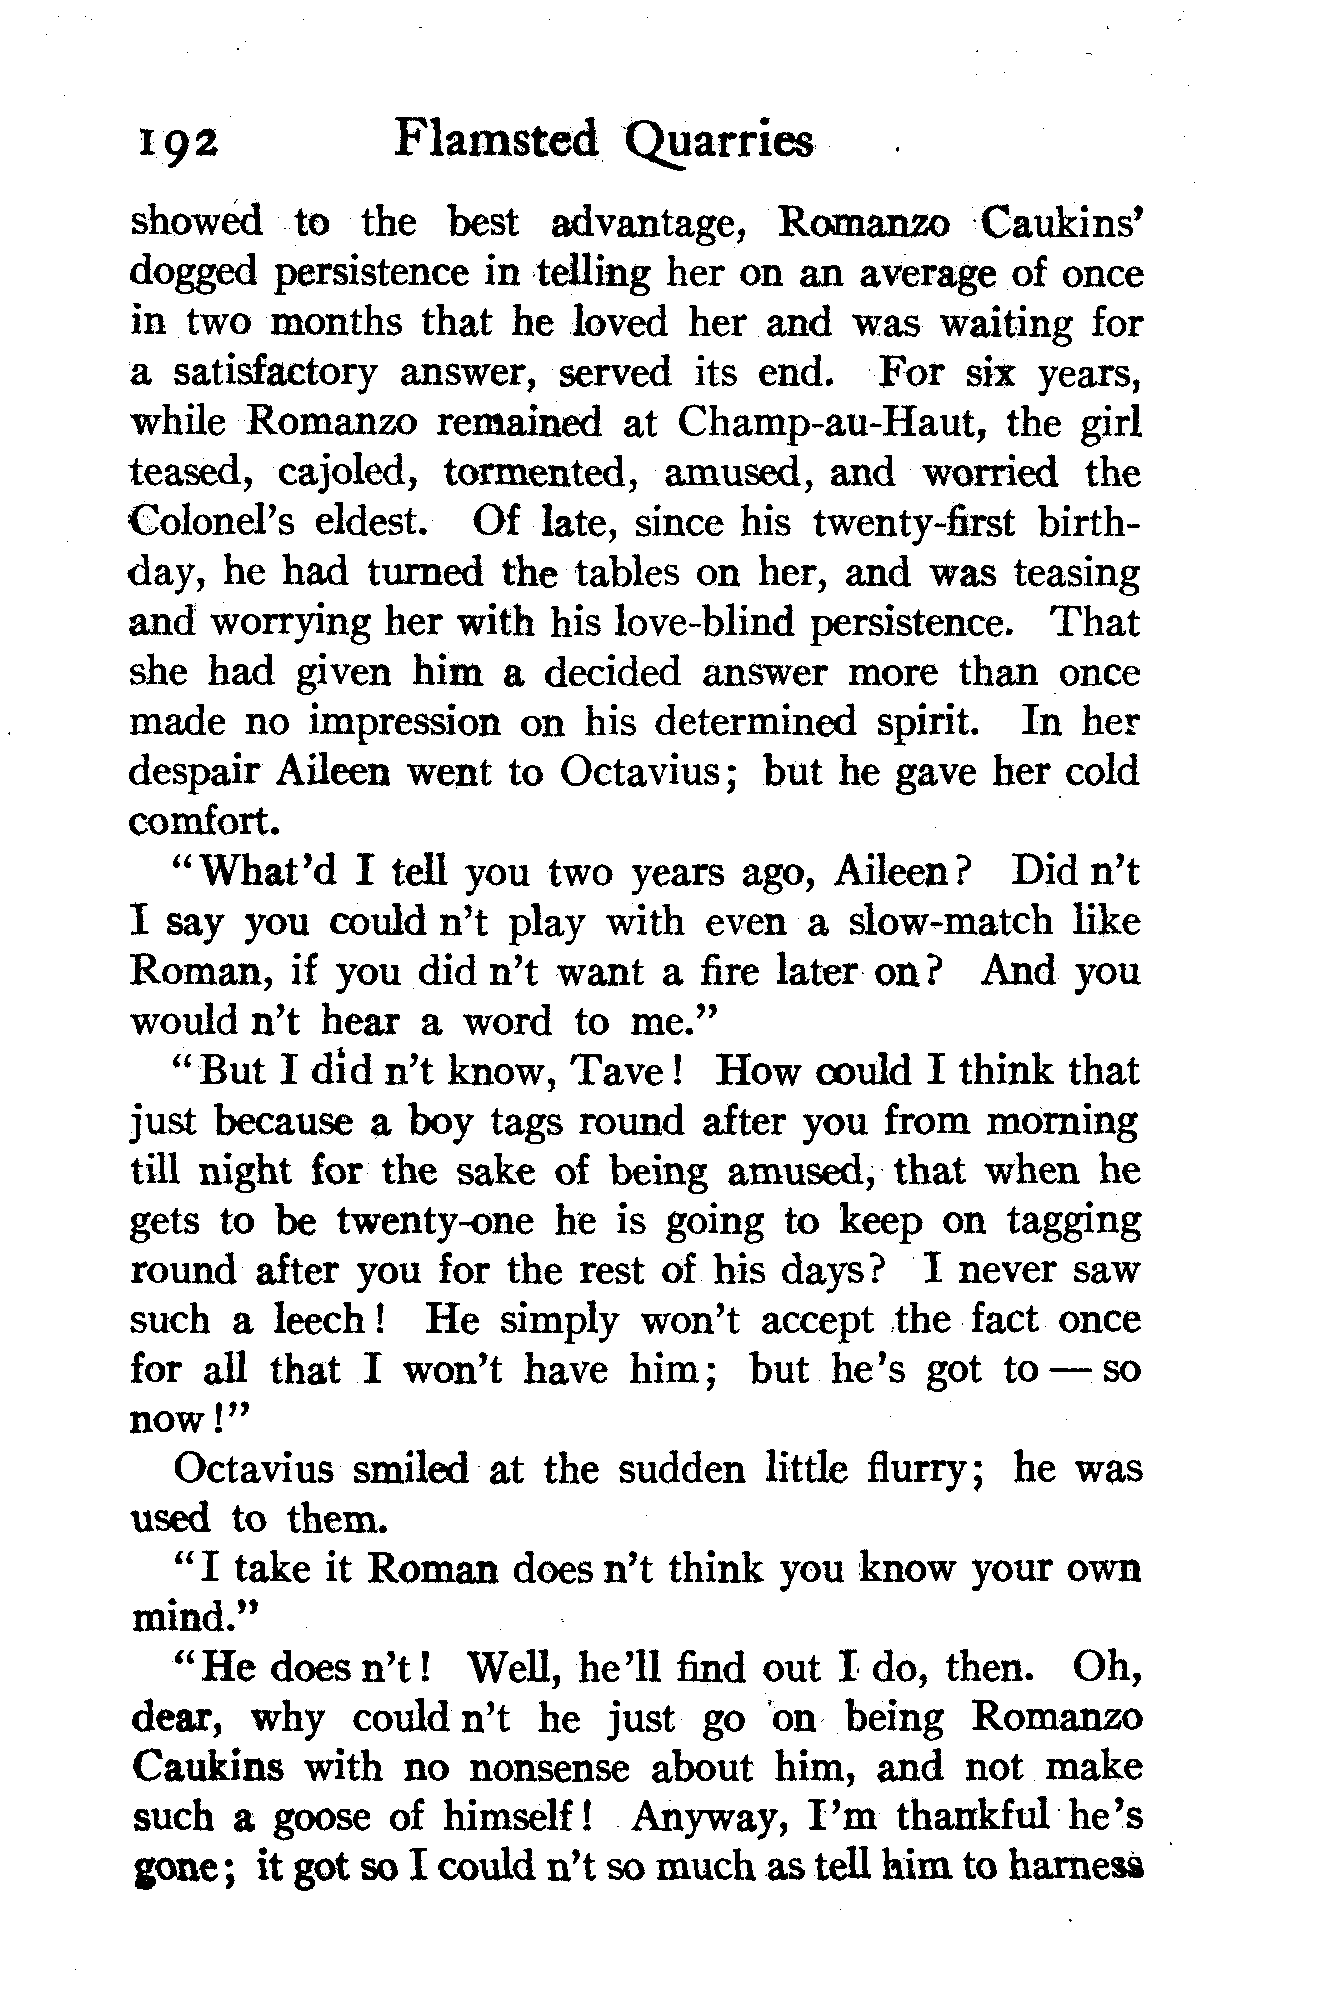 192 Flamsted Quarries
showed to the best advantage, Romanzo Caukins'
dogged persistence in telling her on an average of once
in two months that he loved her and was waiting for
a satisfactory answer, served its end. For six years,
while Romanzo remained at Champ-au-Haut, the girl
teased, cajoled, tormented, amused, and worried the
Colonel's eldest. Of late, since his twenty-first birth-
day, he had turned the tables on her, and was teasing
and worrying her with his love-blind persistence. That
she had given him a decided answer more than once
made no impression on his determined spirit. In her
despair Aileen went to Octavius; but he gave her cold
comfort.
"What'd I tell you two years ago, Aileen? Did n't
I say you could n't play with even a slow-match like
Roman, if you did n't want a fire later on? And you
would n't hear a word to me."
"But I did n't know, Tave! How could I think that
just because a boy tags round after you from morning
till night for the sake of being amused, that when he
gets to be twenty-one he is going to keep on tagging
round after you for the rest of his days? I never saw
such a leech! He simply won't accept the fact once
for all that I won't have him; but he's got to — so
now!"
Octavius smiled at the sudden little flurry; he was
used to them.
"I take it Roman does n't think you know your own
mind."
"He does n't! Well, he'll find out I do, then. Oh,
dear, why could n't he just go on being Romanzo
Caukins with no nonsense about him, and not make
such a goose of himself! Anyway, I'm thankful he's
gone; it got so I could n't so much as tell him to harness